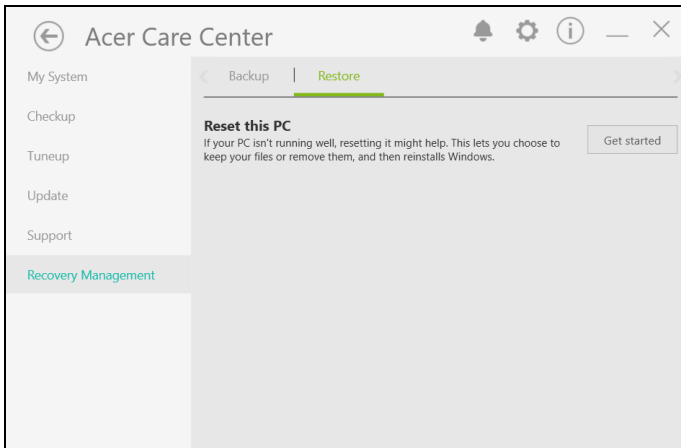 Acer Care Center
My System
Checkup
Tuneup
Update
Support
Recovery Management
Backup
Restore
Reset this PC
If your PC isn't running well, resetting it might help. This lets you choose to
keep your files or remove them, and then reinstalls Windows.
Get started